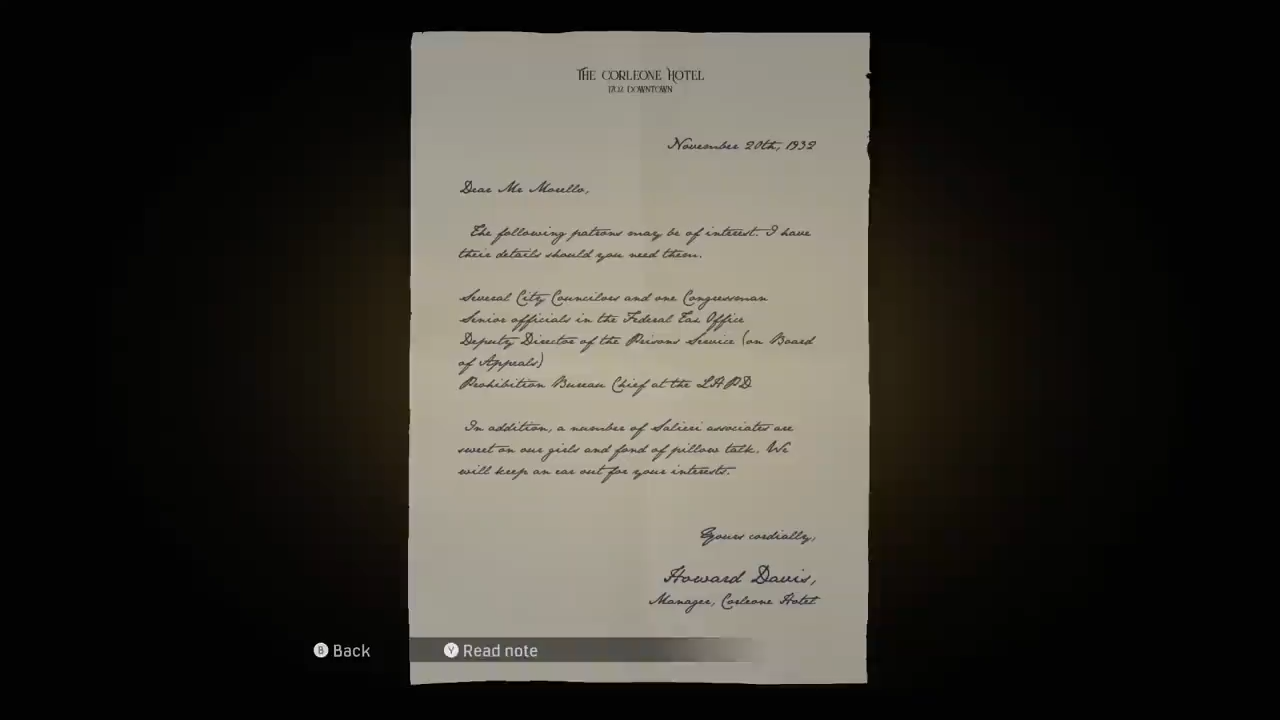 THE CORLEONE HOTEL
1202, DOWNTOWN
November 20th, 1932
Dear Mr Morello,
The following patrons may be of interest. I have
their details should you need them.
Several City Councilors and one Congressman
Senior officials in the Federal Tax Office
Deputy Director of the Prisons Service (on Board
of Appeals)
Prohibition Bureau Chief at the LHPD
In addition, a number of Salieri associates are
sweet on our girls and fond of pillow talk. We
will keep an ear out for your interests.
Yours cordially,
Howard Davis,
Manager, Corleone Hotel
B Back
Y Read note